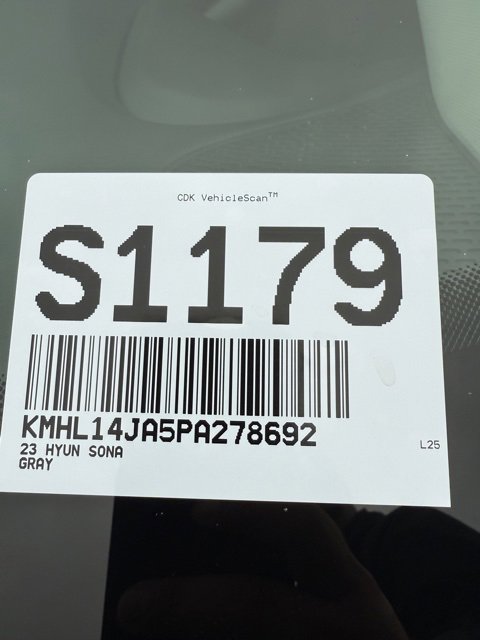 CDK VehicleScan™
S1179
KMHL14JA5PA278692
23 HYUN SONA
GRAY
L25